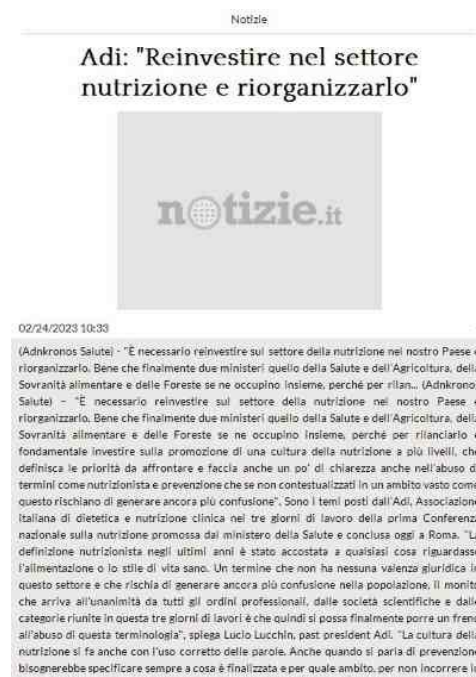 Notizie
Adi: "Reinvestire nel settore
nutrizione e riorganizzarlo"
notizie.it
02/24/2023 10:33
(Adnkronos Salute) - "È necessario reinvestire sul settore della nutrizione nel nostro Paese e
riorganizzarlo. Bene che finalmente due ministeri quello della Salute e dell'Agricoltura, della
Sovranità alimentare e delle Foreste se ne occupino insieme, perché per rilan... (Adnkronos
Salute) – "È necessario reinvestire sul settore della nutrizione nel nostro Paese e
riorganizzarlo. Bene che finalmente due ministeri quello della Salute e dell'Agricoltura, della
Sovranità alimentare e delle Foreste se ne occupino insieme, perché per rilanciarlo è
fondamentale investire sulla promozione di una cultura della nutrizione a più livelli, che
definisca le priorità da affrontare e faccia anche un po' di chiarezza anche nell'abuso di
termini come nutrizionista e prevenzione che se non contestualizzati in un ambito vasto come
questo rischiano di generare ancora più confusione". Sono i temi posti dall'Adi, Associazione
italiana di dietetica e nutrizione clinica nei tre giorni di lavoro della prima Conferenza
nazionale sulla nutrizione promossa dal ministero della Salute e conclusa oggi a Roma. "La
definizione nutrizionista negli ultimi anni è stato accostata a qualsiasi cosa riguardasse
l'alimentazione o lo stile di vita sano. Un termine che non ha nessuna valenza giuridica in
questo settore e che rischia di generare ancora più confusione nella popolazione, il monito
che arriva all'unanimità da tutti gli ordini professionali, dalle società scientifiche e dalle
categorie riunite in questa tre giorni di lavori è che quindi si possa finalmente porre un freno
all'abuso di questa terminologia", spiega Lucio Lucchin, past president Adi. "La cultura della
nutrizione si fa anche con l'uso corretto delle parole. Anche quando si parla di prevenzione
bisognerebbe specificare sempre a cosa è finalizzata e per quale ambito, per non incorrere in